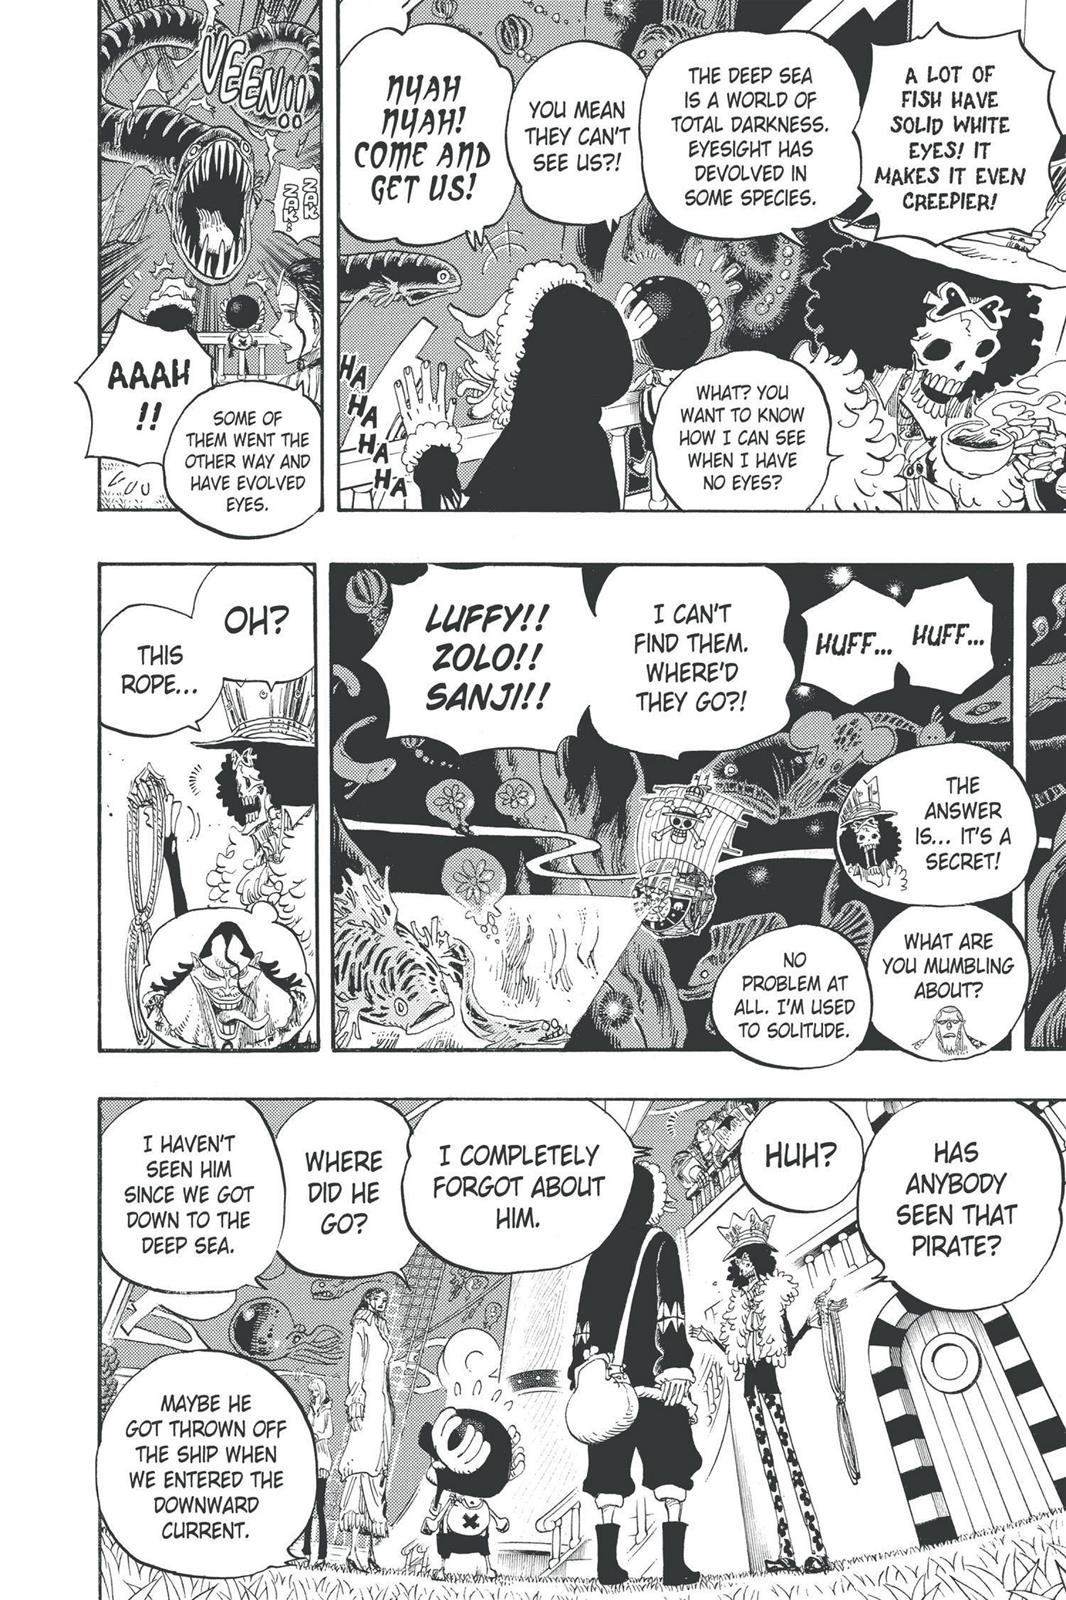 A LOT OF
FISH HAVE
SOLID WHITE
EYES! IT
MAKES IT EVEN
CREEPIER!
THE DEEP SEA
IS A WORLD OF
TOTAL DARKNESS.
EYESIGHT HAS
DEVOLVED IN
SOME SPECIES.
YOU MEAN
THEY CAN'T
SEE US?!
NYAH
NYAH!
COME AND
GET US!
WHAT? YOU
WANT TO KNOW
HOW I CAN SEE
WHEN I HAVE
NO EYES?
HA
HA
HA
HA
HA
VEEN!!
ZAK
ZAK!
AAAH
!!
SOME OF
THEM WENT THE
OTHER WAY AND
HAVE EVOLVED
EYES.
HUFF...
HUFF...
I CAN'T
FIND THEM.
WHERE'D
THEY GO?!
LUFFY!!
ZOLO!!
SANJI!!
THE
ANSWER
IS... IT'S A
SECRET!
WHAT ARE
YOU MUMBLING
ABOUT?
NO
PROBLEM AT
ALL. I'M USED
TO SOLITUDE.
OH?
THIS
ROPE...
HAS
ANYBODY
SEEN THAT
PIRATE?
HUH?
I COMPLETELY
FORGOT ABOUT
HIM.
WHERE
DID HE
GO?
I HAVEN'T
SEEN HIM
SINCE WE GOT
DOWN TO THE
DEEP SEA.
MAYBE HE
GOT THROWN OFF
THE SHIP WHEN
WE ENTERED THE
DOWNWARD
CURRENT.